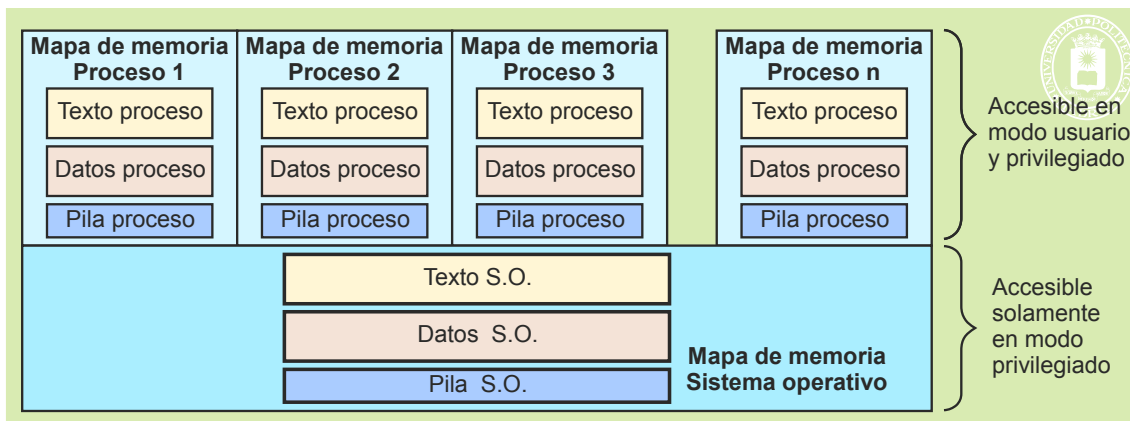 Mapa de memoria
Proceso 1
Mapa de memoria
Proceso 2
Mapa de memoria
Proceso 3
Mapa de memoria
Proceso n
Texto proceso
Texto proceso
Texto proceso
Texto proceso
Datos proceso
Datos proceso
Datos proceso
Datos proceso
Pila proceso
Pila proceso
Pila proceso
Pila proceso
Accesible en
modo usuario
y privilegiado
Texto S.O.
Datos S.O.
Pila S.O.
Mapa de memoria
Sistema operativo
Accesible
solamente
en modo
privilegiado